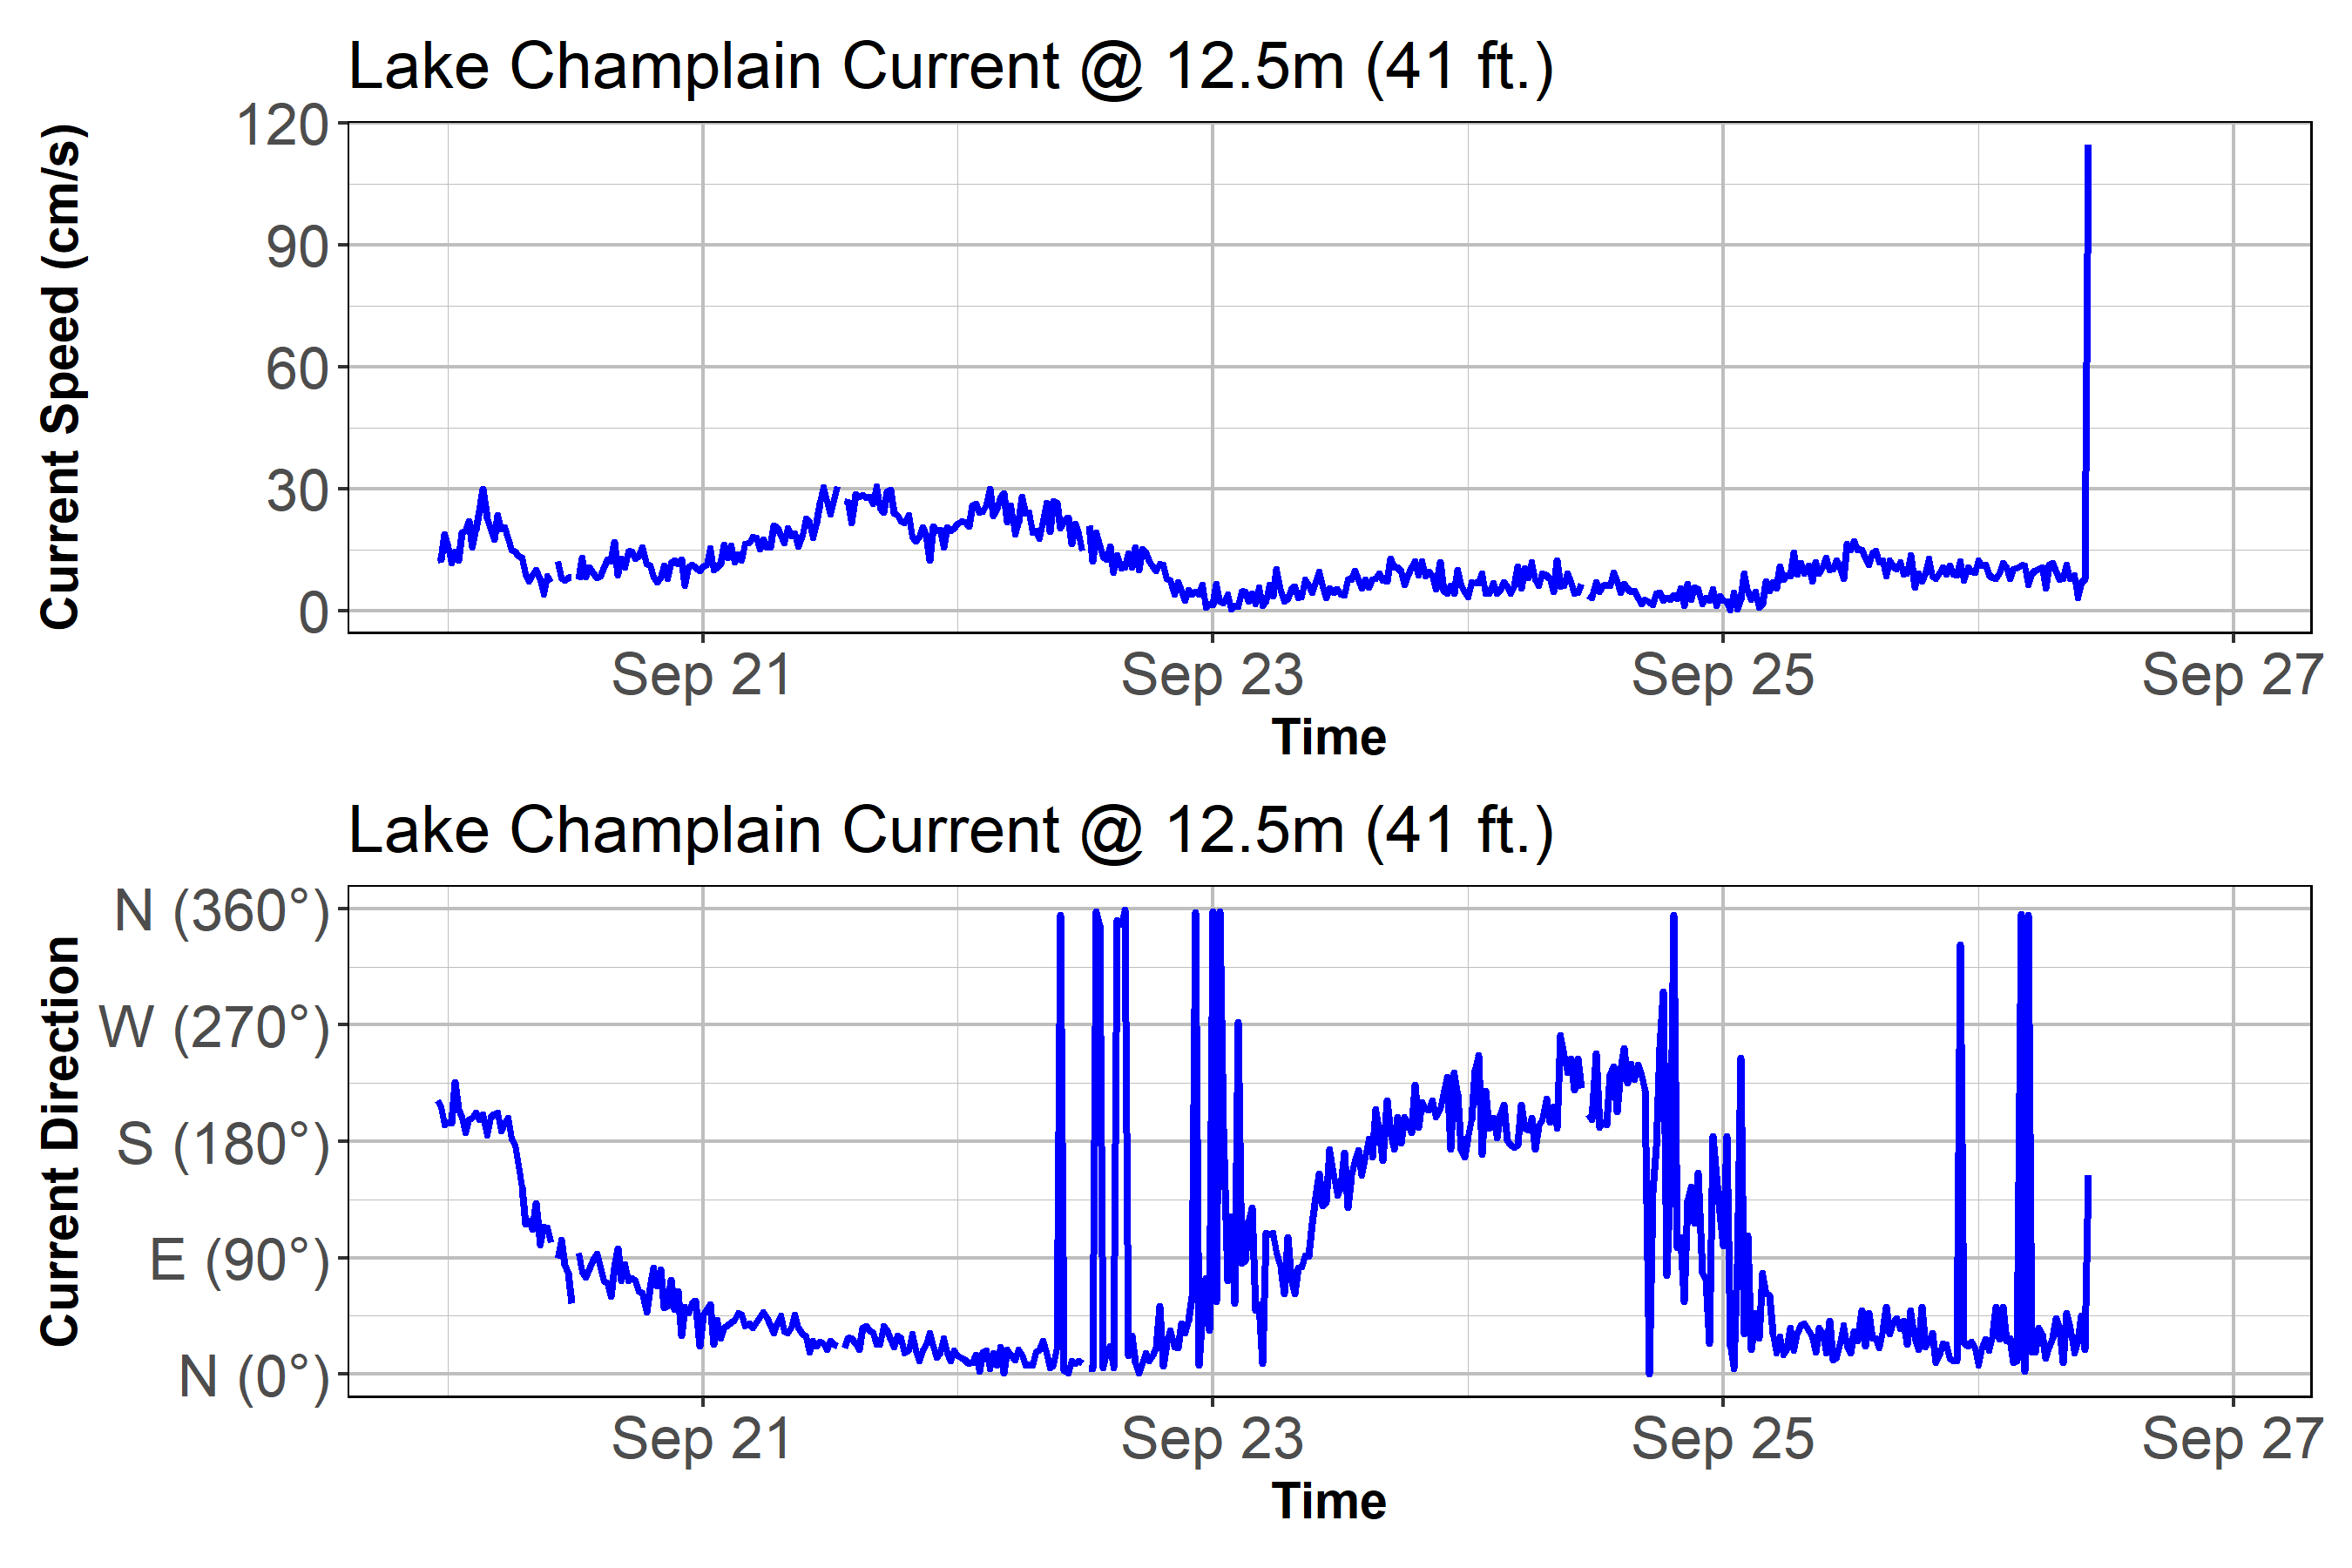 Lake Champlain Current @ 12.5m (41 ft.)
Current Speed (cm/s)
120
90
60
30
0
Sep 21 Sep 23 Sep 25 Sep 27
Time
Lake Champlain Current @ 12.5m (41 ft.)
Current Direction
N (360°)
W (270°)
S (180°)
E (90°)
N (0°)
Sep 21 Sep 23 Sep 25 Sep 27
Time